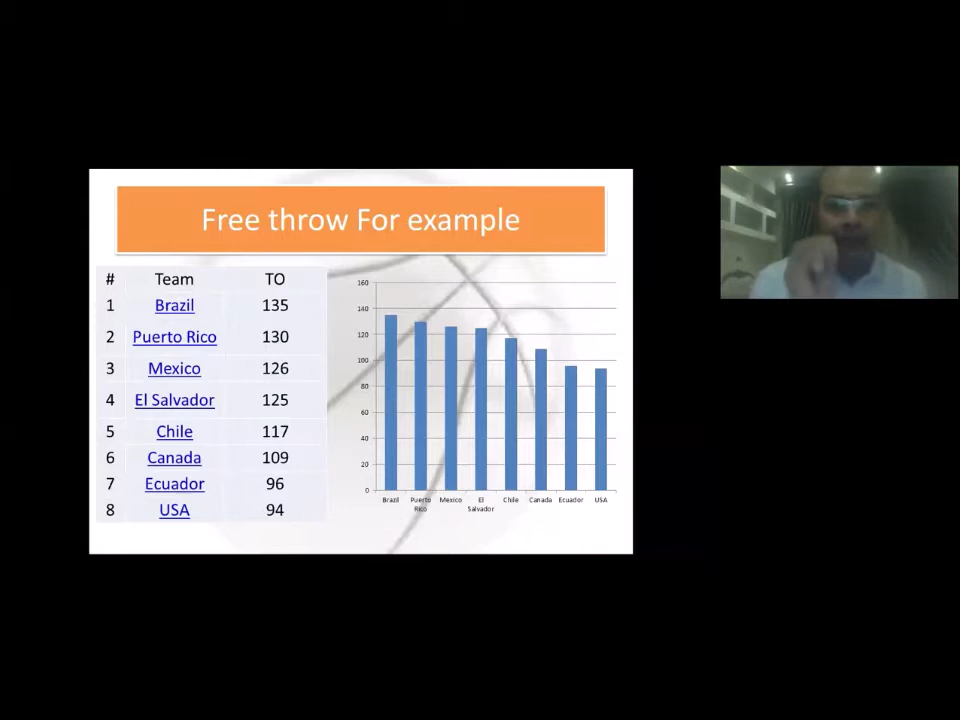 Free throw For example
# Team TO
1 Brazil 135
2 Puerto Rico 130
3 Mexico 126
4 El Salvador 125
5 Chile 117
6 Canada 109
7 Ecuador 96
8 USA 94
160
140
120
100
80
60
40
20
0
Brazil Puerto Rico Mexico El Salvador Chile Canada Ecuador USA